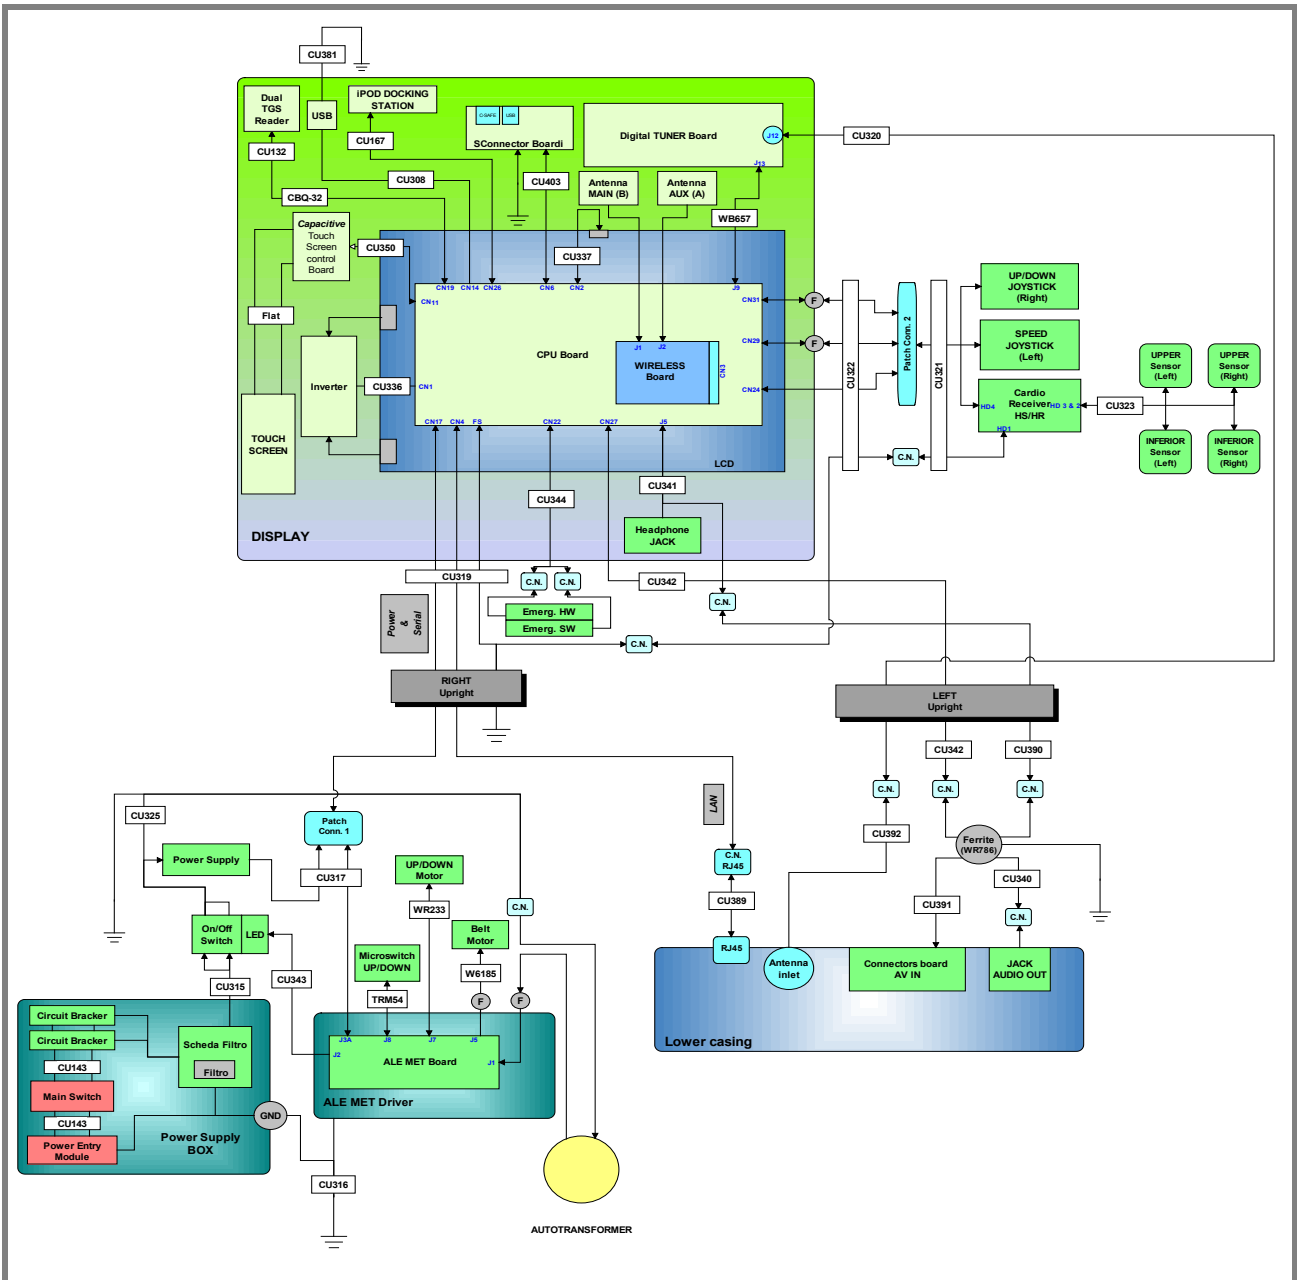 CU381
Dual
TGS
Reader
USB
iPOD DOCKING
STATION
C-SAFE
USB
SConnector Boardi
Digital TUNER Board
J12
J13
CU320
CU132
CU167
CU308
CU403
CBQ-32
Antenna
MAIN (B)
Antenna
AUX (A)
WB657
Capacitive
Touch
Screen
control
Board
CU350
CU337
CN19
CN14
CN26
CN6
CN2
J9
CN11
CN31
F
CN29
F
CN24
Flat
Inverter
CU336
CN1
CPU Board
J1
J2
WIRELESS
Board
CN3
CU322
Patch Conn. 2
CU321
UP/DOWN
JOYSTICK
(Right)
SPEED
JOYSTICK
(Left)
Cardio
Receiver
HS/HR
HD4
HD 3 & 2
HD1
CU323
UPPER
Sensor
(Left)
UPPER
Sensor
(Right)
INFERIOR
Sensor
(Left)
INFERIOR
Sensor
(Right)
C.N.
TOUCH
SCREEN
CN17
CN4
FS
CN22
CN27
J5
LCD
CU344
CU341
Headphone
JACK
DISPLAY
CU319
C.N.
C.N.
CU342
C.N.
Power
&
Serial
Emerg. HW
Emerg. SW
C.N.
RIGHT
Upright
LEFT
Upright
CU342
CU390
C.N.
C.N.
C.N.
LAN
CU325
Patch
Conn. 1
CU392
Ferrite
(WR786)
Power Supply
CU317
UP/DOWN
Motor
C.N.
RJ45
CU340
CU389
CU391
C.N.
C.N.
WR233
On/Off
Switch
LED
Belt
Motor
RJ45
Antenna
inlet
Connectors board
AV IN
JACK
AUDIO OUT
Microswitch
UP/DOWN
CU343
CU315
W6185
TRM54
F
F
Circuit Bracker
Circuit Bracker
Scheda Filtro
Filtro
J3A
J8
J7
J5
J2
J1
ALE MET Board
Lower casing
CU143
Main Switch
CU143
GND
ALE MET Driver
Power Entry
Module
Power Supply
BOX
CU316
AUTOTRANSFORMER